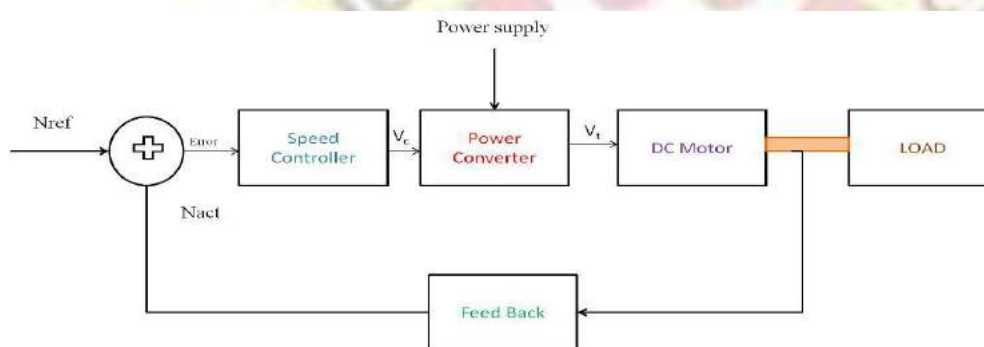 Power supply
Nref
Error
Speed
Controller
Vc
Power
Converter
Vt
DC Motor
LOAD
Nact
Feed Back